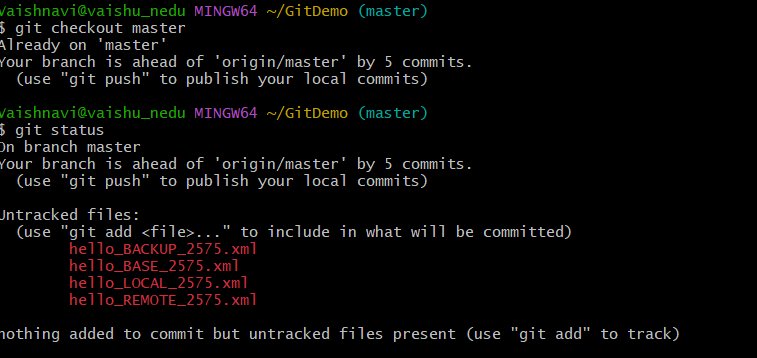 Vaishnavi@vaishu_nedu MINGW64 ~/GitDemo (master)
$ git checkout master
Already on 'master'
Your branch is ahead of 'origin/master' by 5 commits.
  (use "git push" to publish your local commits)

Vaishnavi@vaishu_nedu MINGW64 ~/GitDemo (master)
$ git status
On branch master
Your branch is ahead of 'origin/master' by 5 commits.
  (use "git push" to publish your local commits)

Untracked files:
  (use "git add <file>..." to include in what will be committed)
        hello_BACKUP_2575.xml
        hello_BASE_2575.xml
        hello_LOCAL_2575.xml
        hello_REMOTE_2575.xml

nothing added to commit but untracked files present (use "git add" to track)